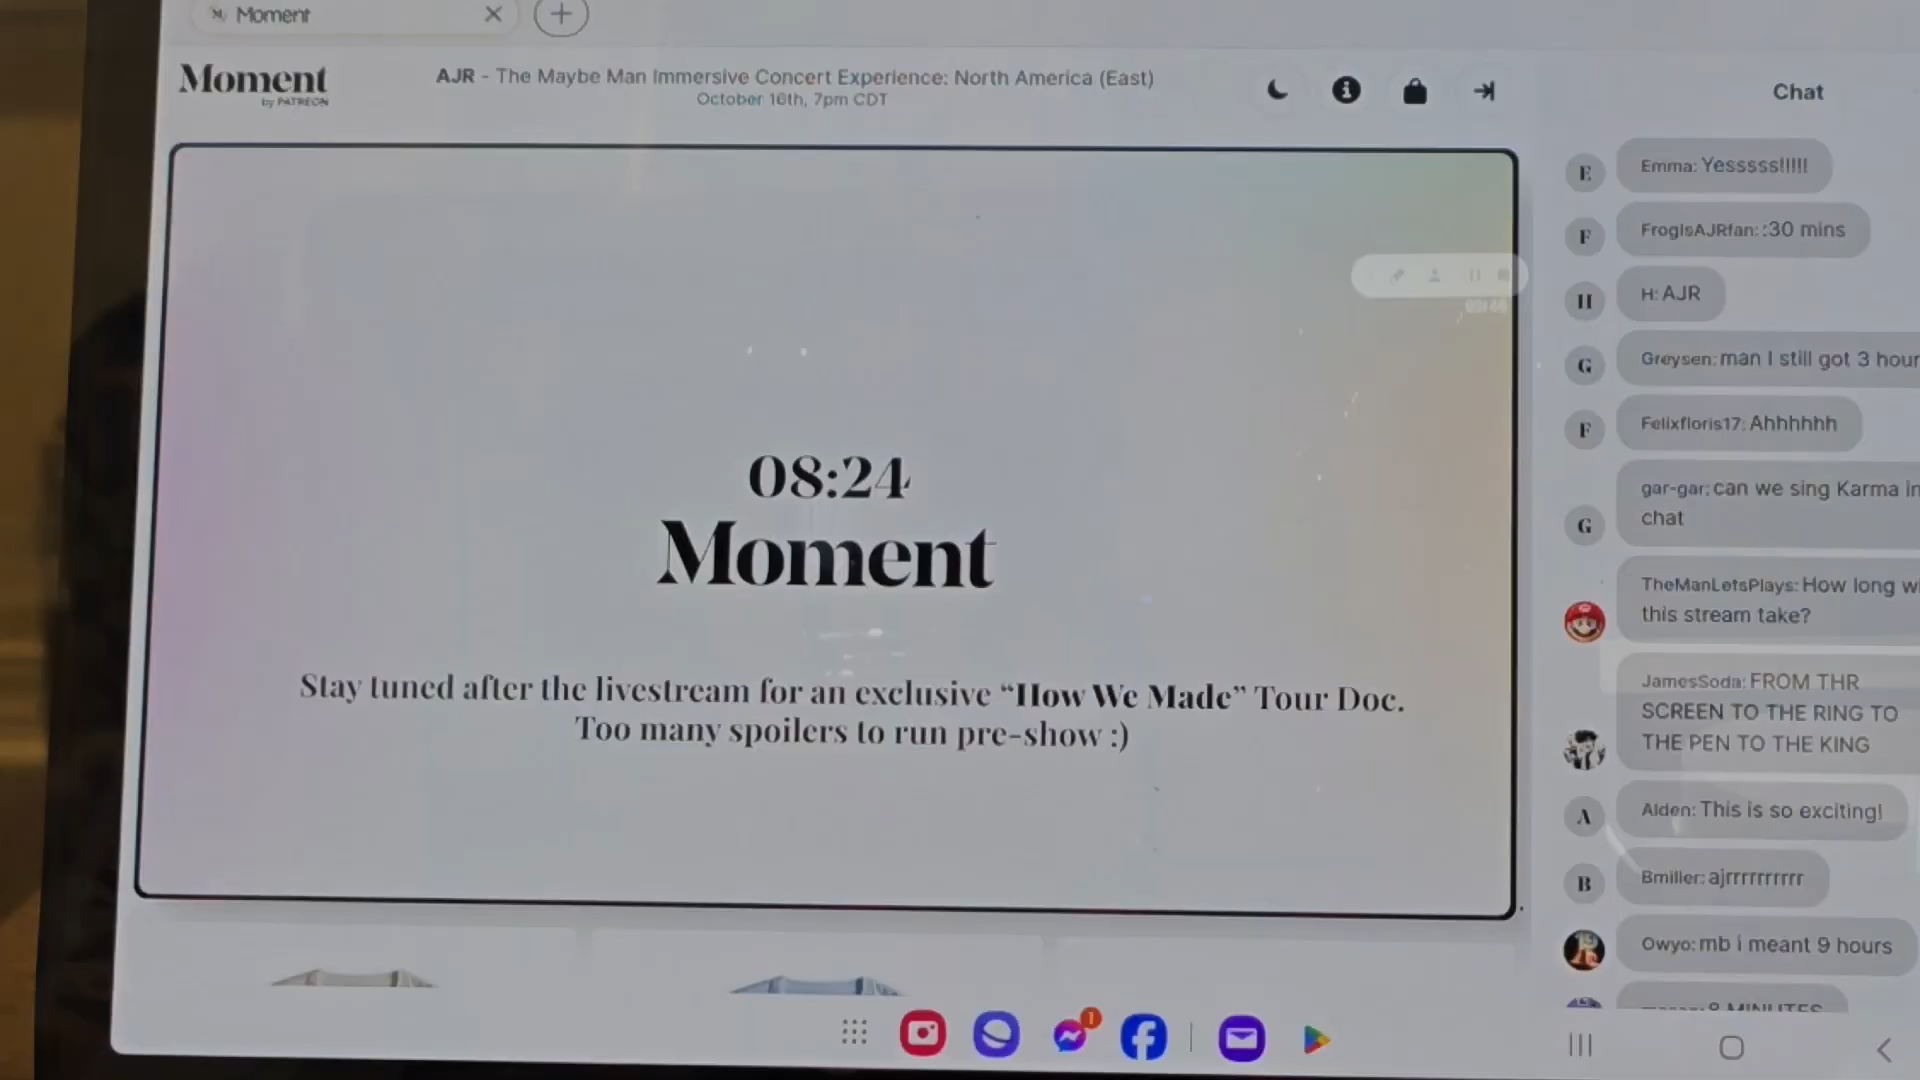 Moment
Moment
by PATREON
AJR - The Maybe Man Immersive Concert Experience: North America (East)
October 16th, 7pm CDT
08:24
Moment
Stay tuned after the livestream for an exclusive “How We Made” Tour Doc.
Too many spoilers to run pre-show :)
Chat
E
Emma: Yesssss!!!!!
F
FrogIsAJRfan: :30 mins
H
H: AJR
G
Greysen: man I still got 3 hour
F
Felixfloris17: Ahhhhhh
G
gar-gar: can we sing Karma in
chat
TheManLetsPlays: How long wi
this stream take?
JamesSoda: FROM THR
SCREEN TO THE RING TO
THE PEN TO THE KING
A
Alden: This is so exciting!
B
Bmiller: ajrrrrrrrrrr
Owyo: mb i meant 9 hours
MINUTES
1